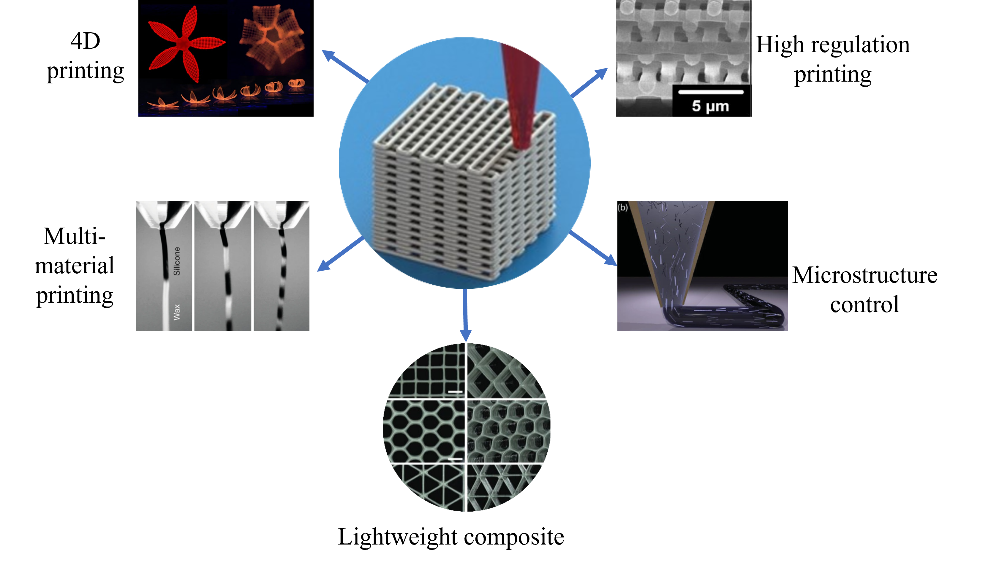 4D
printing
High regulation
printing
5 μm
Multi-
material
printing
Silicone
Wax
(b)
Microstructure
control
Lightweight composite